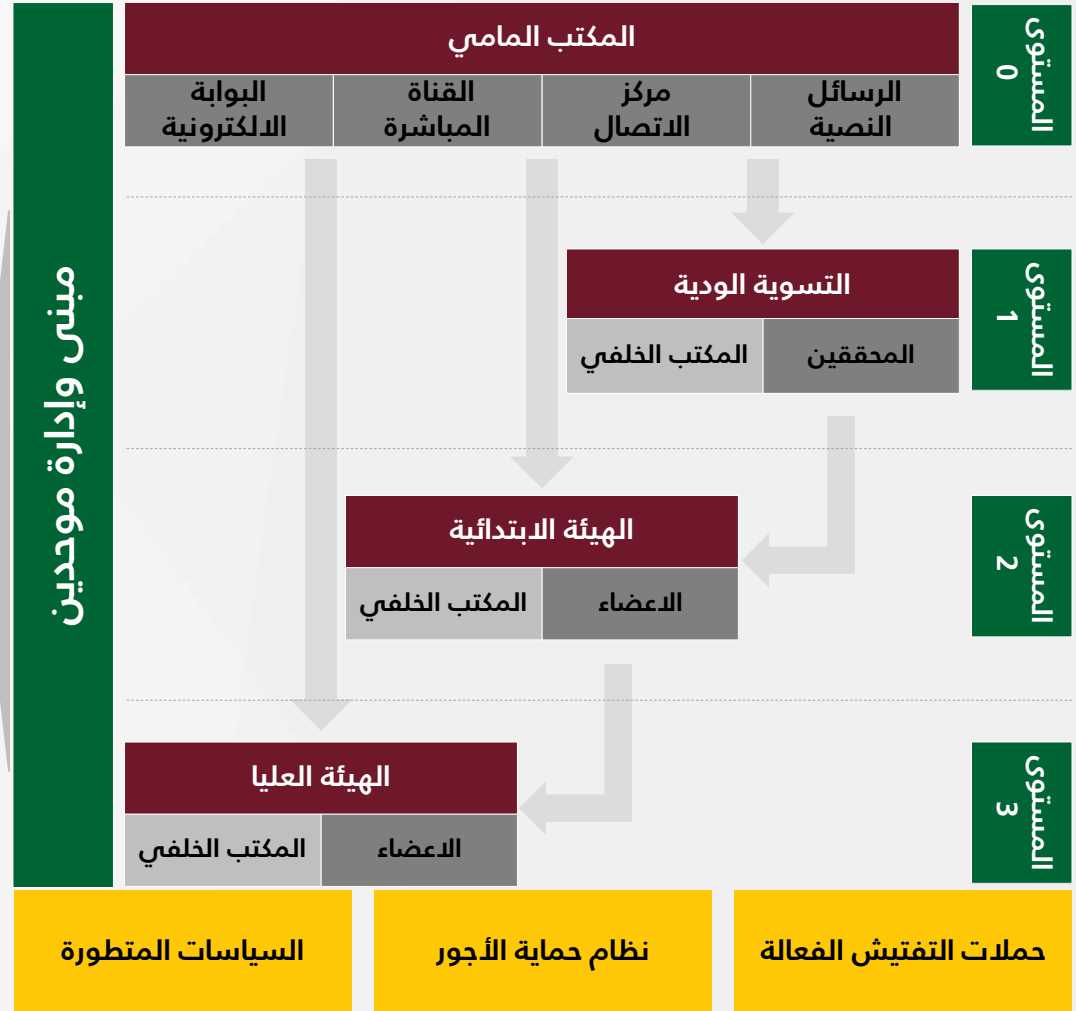 المستوى
0
المكتب المامي
الرسائل
النصية
مركز
الاتصال
القناة
المباشرة
البوابة
الالكترونية
المستوى
1
التسوية الودية
المحققين
المكتب الخلفي
المستوى
2
الهيئة الابتدائية
الاعضاء
المكتب الخلفي
المستوى
3
الهيئة العليا
الاعضاء
المكتب الخلفي
مبنى وإدارة موحدين
حملات التفتيش الفعالة
نظام حماية الأجور
السياسات المتطورة